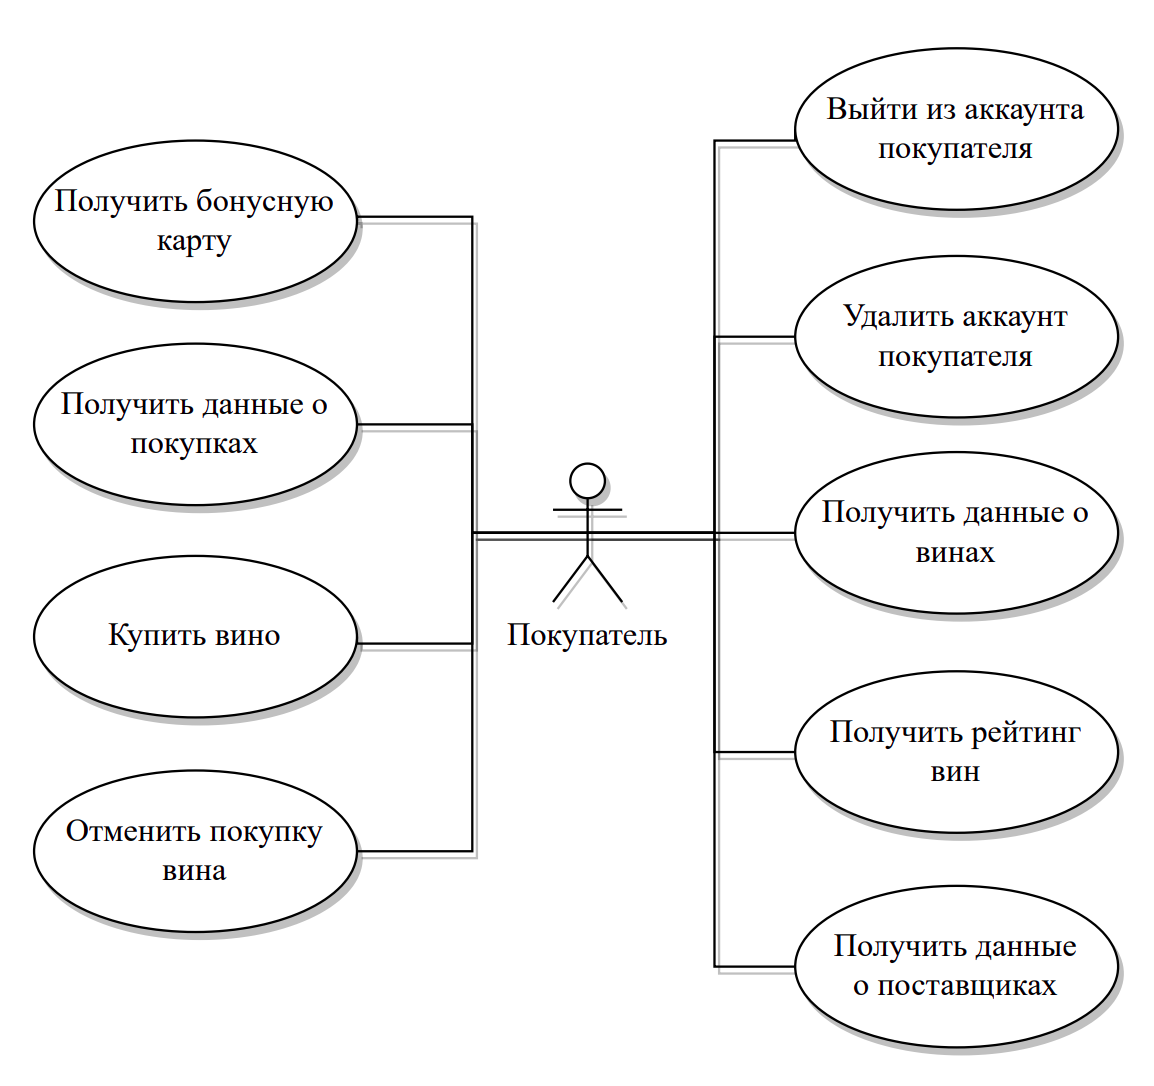 Получить бонусную
карту
Получить данные о
покупках
Купить вино
Отменить покупку
вина
Покупатель
Выйти из аккаунта
покупателя
Удалить аккаунт
покупателя
Получить данные о
винах
Получить рейтинг
вин
Получить данные
о поставщиках